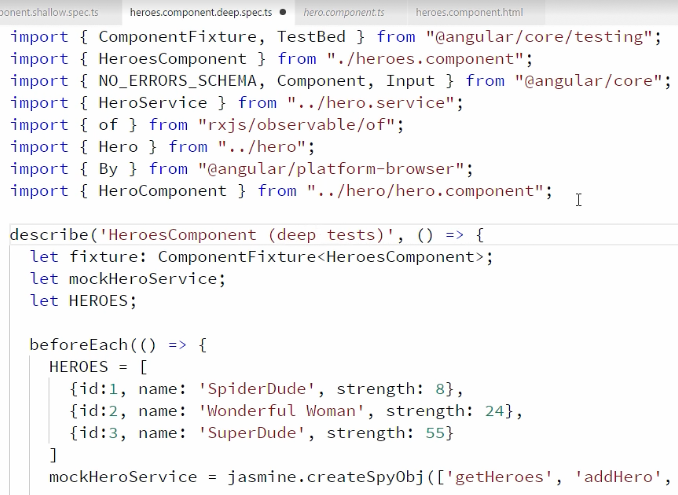 ponent.shallow.spec.ts heroes.component.deep.spec.ts hero.component.ts heroes.component.html
import { ComponentFixture, TestBed } from "@angular/core/testing";
import { HeroesComponent } from "./heroes.component";
import { NO_ERRORS_SCHEMA, Component, Input } from "@angular/core";
import { HeroService } from "../hero.service";
import { of } from "rxjs/observable/of";
import { Hero } from "../hero";
import { By } from "@angular/platform-browser";
import { HeroComponent } from "../hero/hero.component";
describe('HeroesComponent (deep tests)', () => {
let fixture: ComponentFixture<HeroesComponent>;
let mockHeroService;
let HEROES;
beforeEach(() => {
HEROES = [
{id:1, name: 'SpiderDude', strength: 8},
{id:2, name: 'Wonderful Woman', strength: 24},
{id:3, name: 'SuperDude', strength: 55}
]
mockHeroService = jasmine.createSpyObj(['getHeroes', 'addHero',